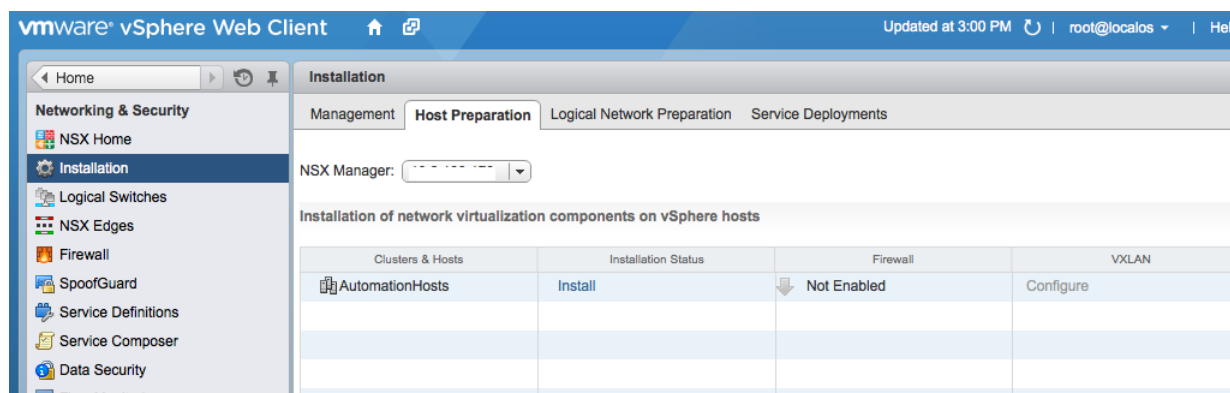 vmware® vSphere Web Client Updated at 3:00 PM | root@localos | Hel
Home
Installation
Networking & Security
Management Host Preparation Logical Network Preparation Service Deployments
NSX Home
Installation
NSX Manager:
Logical Switches
Installation of network virtualization components on vSphere hosts
NSX Edges
Firewall
Clusters & Hosts Installation Status Firewall VXLAN
SpoofGuard
AutomationHosts Install Not Enabled Configure
Service Definitions
Service Composer
Data Security